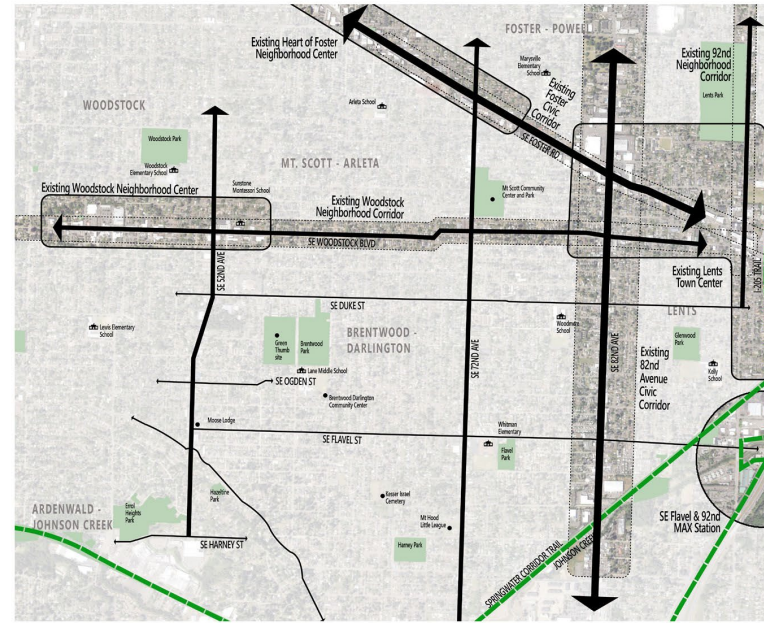 FOSTER - POWELL
Existing Heart of Foster
Neighborhood Center
Marysville
Elementary
School
Existing 92nd
Neighborhood
Corridor
Existing
Foster
Civic
Corridor
Lents Park
WOODSTOCK
Arleta School
SE FOSTER RD
Woodstock Park
Woodstock
Elementary School
MT. SCOTT - ARLETA
Existing Woodstock Neighborhood Center
Sunstone
Montessori School
Existing Woodstock
Neighborhood Corridor
Mt Scott Community
Center and Park
SE WOODSTOCK BLVD
SE 52ND AVE
Existing Lents
Town Center
I-205 TRAIL
SE DUKE ST
LENTS
Lewis Elementary
School
Green
Thumb
site
Brentwood
Park
BRENTWOOD -
DARLINGTON
Woodmere
School
Glenwood
Park
Kelly
School
SE 72ND AVE
SE 82ND AVE
Existing
82nd
Avenue
Civic
Corridor
Lane Middle School
SE OGDEN ST
Brentwood Darlington
Community Center
Moose Lodge
SE FLAVEL ST
Whitman
Elementary
Flavel
Park
ARDENWALD -
JOHNSON CREEK
Errol
Heights
Park
Hazeltine
Park
Kesser Israel
Cemetery
Mt Hood
Little League
SE Flavel & 92nd
MAX Station
SE HARNEY ST
Harney Park
SPRINGWATER CORRIDOR TRAIL
JOHNSON CREEK